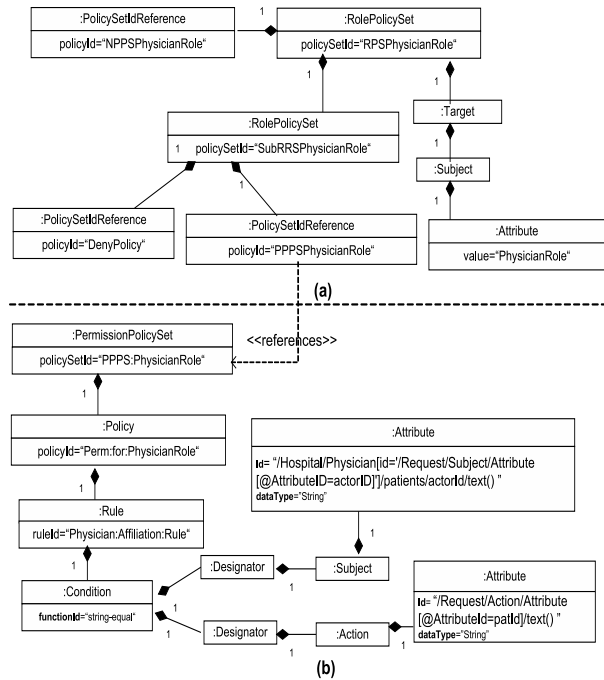 :PolicySetIdReference
policyId="NPPSPhysicianRole"
1
:RolePolicySet
policySetId="RPSPhysicianRole"
1
1
:RolePolicySet
1 policySetId="SubRRSPhysicianRole"
:Target
1
:Subject
1
1
:PolicySetIdReference
policyId="DenyPolicy"
:PolicySetIdReference
policyId="PPPSPhysicianRole"
:Attribute
value="PhysicianRole"
(a)
:PermissionPolicySet
policySetId="PPPS:PhysicianRole"
<<references>>
1
:Policy
policyId="Perm:for:PhysicianRole"
1
:Rule
ruleId="Physician:Affiliation:Rule"
1
:Condition
functionId="string-equal"
:Attribute
Id= "/Hospital/Physician[id='/Request/Subject/Attribute
[@AttributeID=actorID]']/patients/actorId/text() "
dataType="String"
1
:Designator
1
:Subject
1
1
:Designator
1
:Action
1
:Attribute
Id= "/Request/Action/Attribute
[@AttributeId=patId]/text() "
dataType="String"
1
(b)